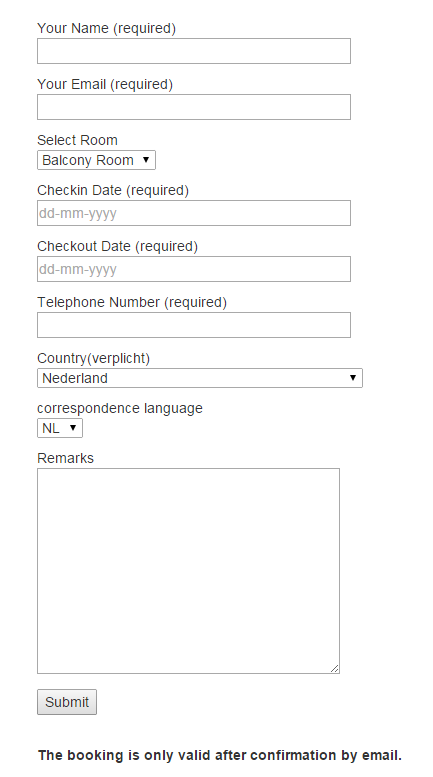 Your Name (required)
Your Email (required)
Select Room
Balcony Room
Checkin Date (required)
dd-mm-yyyy
Checkout Date (required)
dd-mm-yyyy
Telephone Number (required)
Country(verplicht)
Nederland
correspondence language
NL
Remarks
Submit
The booking is only valid after confirmation by email.